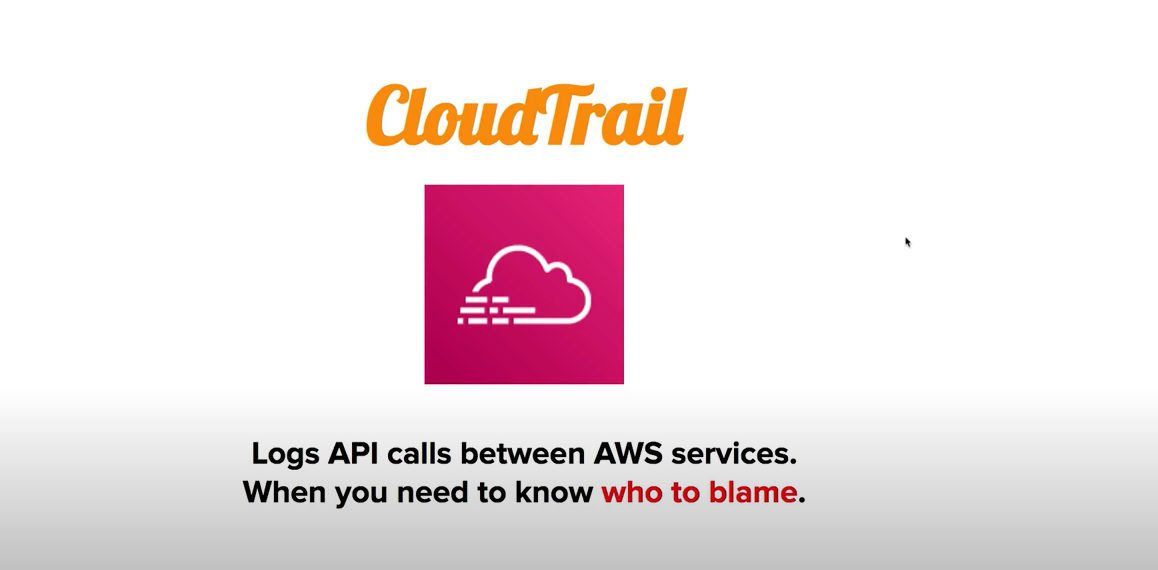 CloudTrail
Logs API calls between AWS services.
When you need to know who to blame.